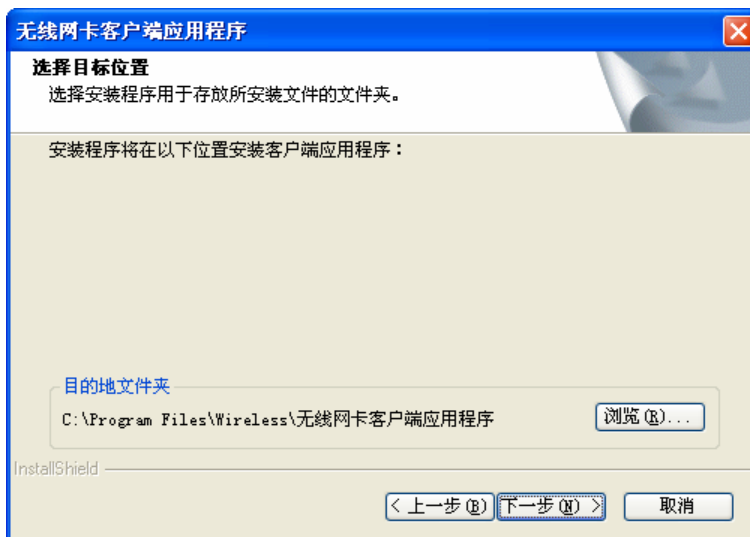 无线网卡客户端应用程序
选择目标位置
选择安装程序用于存放所安装文件的文件夹。
安装程序将在以下位置安装客户端应用程序：
目的地文件夹
C:\Program Files\Wireless\无线网卡客户端应用程序
浏览(R)...
InstallShield
< 上一步(B) 下一步(N) > 取消